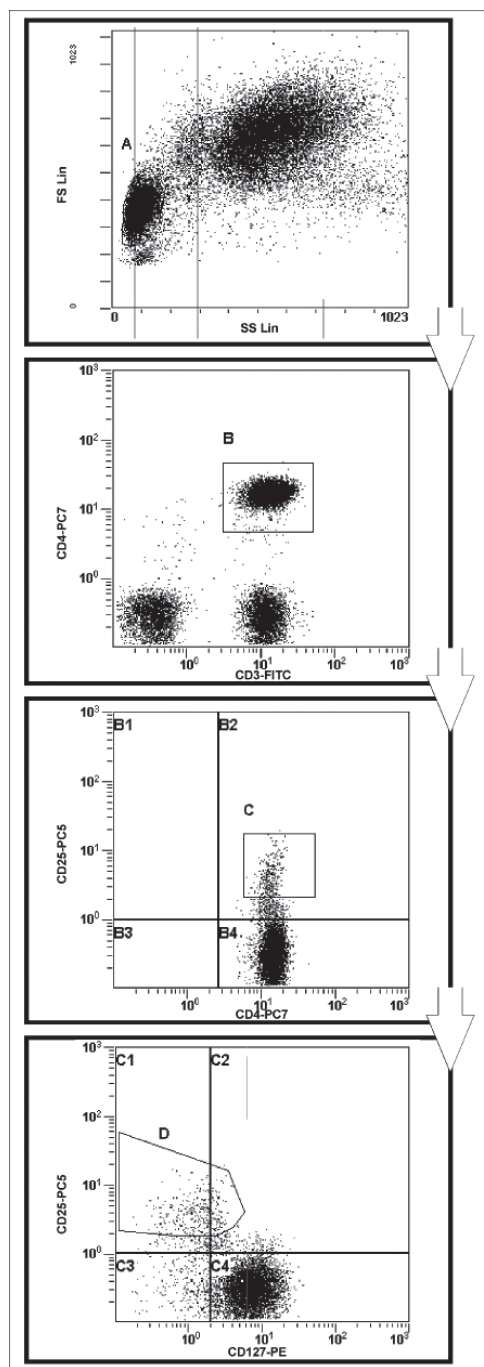 1023
A
FS Lin
0
0 1023
SS Lin
10³
B
10²
CD4-PC7
10¹
10⁰
10⁰ 10¹ 10² 10³
CD3-FITC
10³
B1 B2
10²
C
CD25-PC5
10¹
10⁰
B3 B4
10⁰ 10¹ 10² 10³
CD4-PC7
10³
C1 C2
10²
D
CD25-PC5
10¹
10⁰
C3 C4
10⁰ 10¹ 10² 10³
CD127-PE